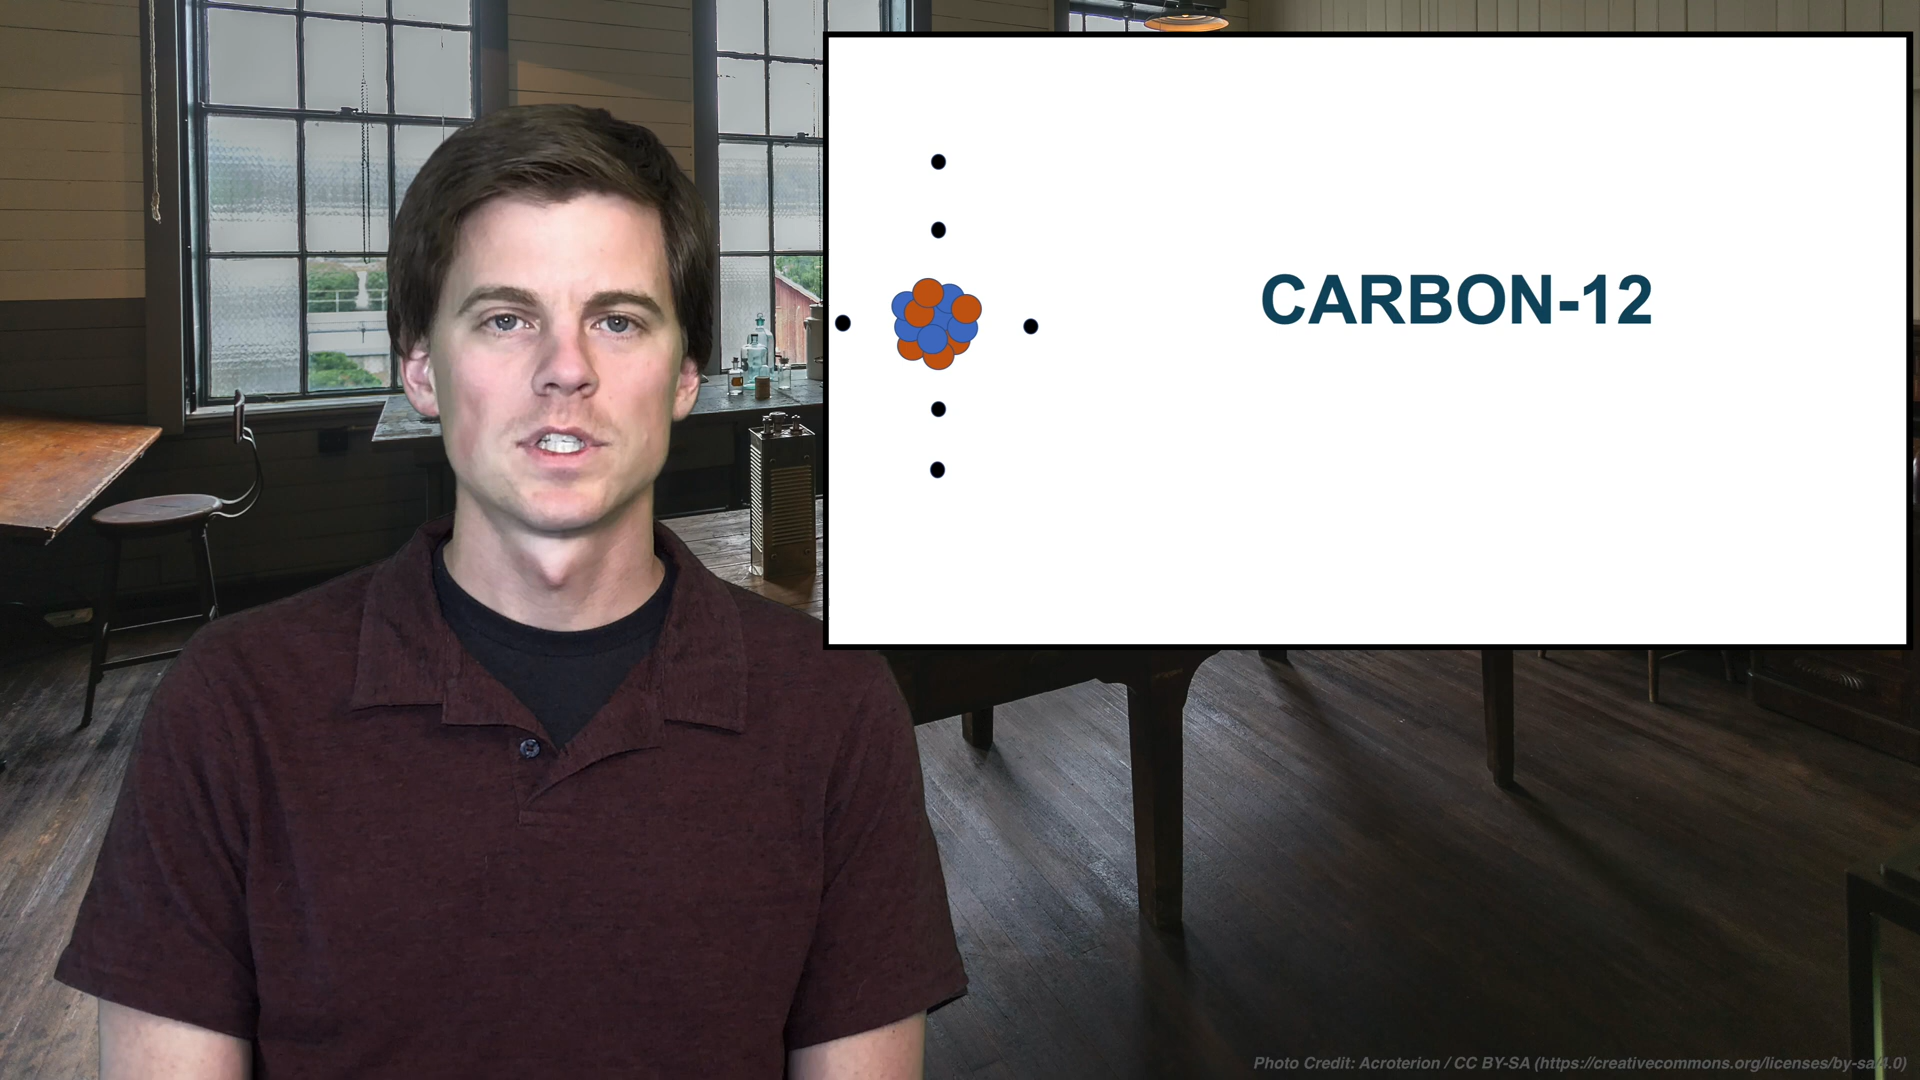 CARBON-12
Photo Credit: Acroterion / CC BY-SA (https://creativecommons.org/licenses/by-sa/4.0)